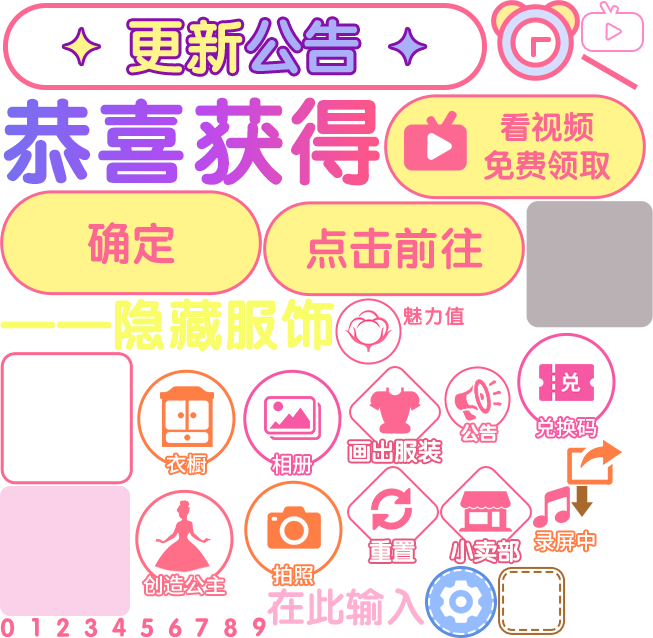 更新公告
恭喜获得
看视频
免费领取
确定
点击前往
——隐藏服饰
魅力值
兑
衣橱
相册
画出服装
公告
兑换码
创造公主
拍照
重置
小卖部
录屏中
在此输入
0 1 2 3 4 5 6 7 8 9